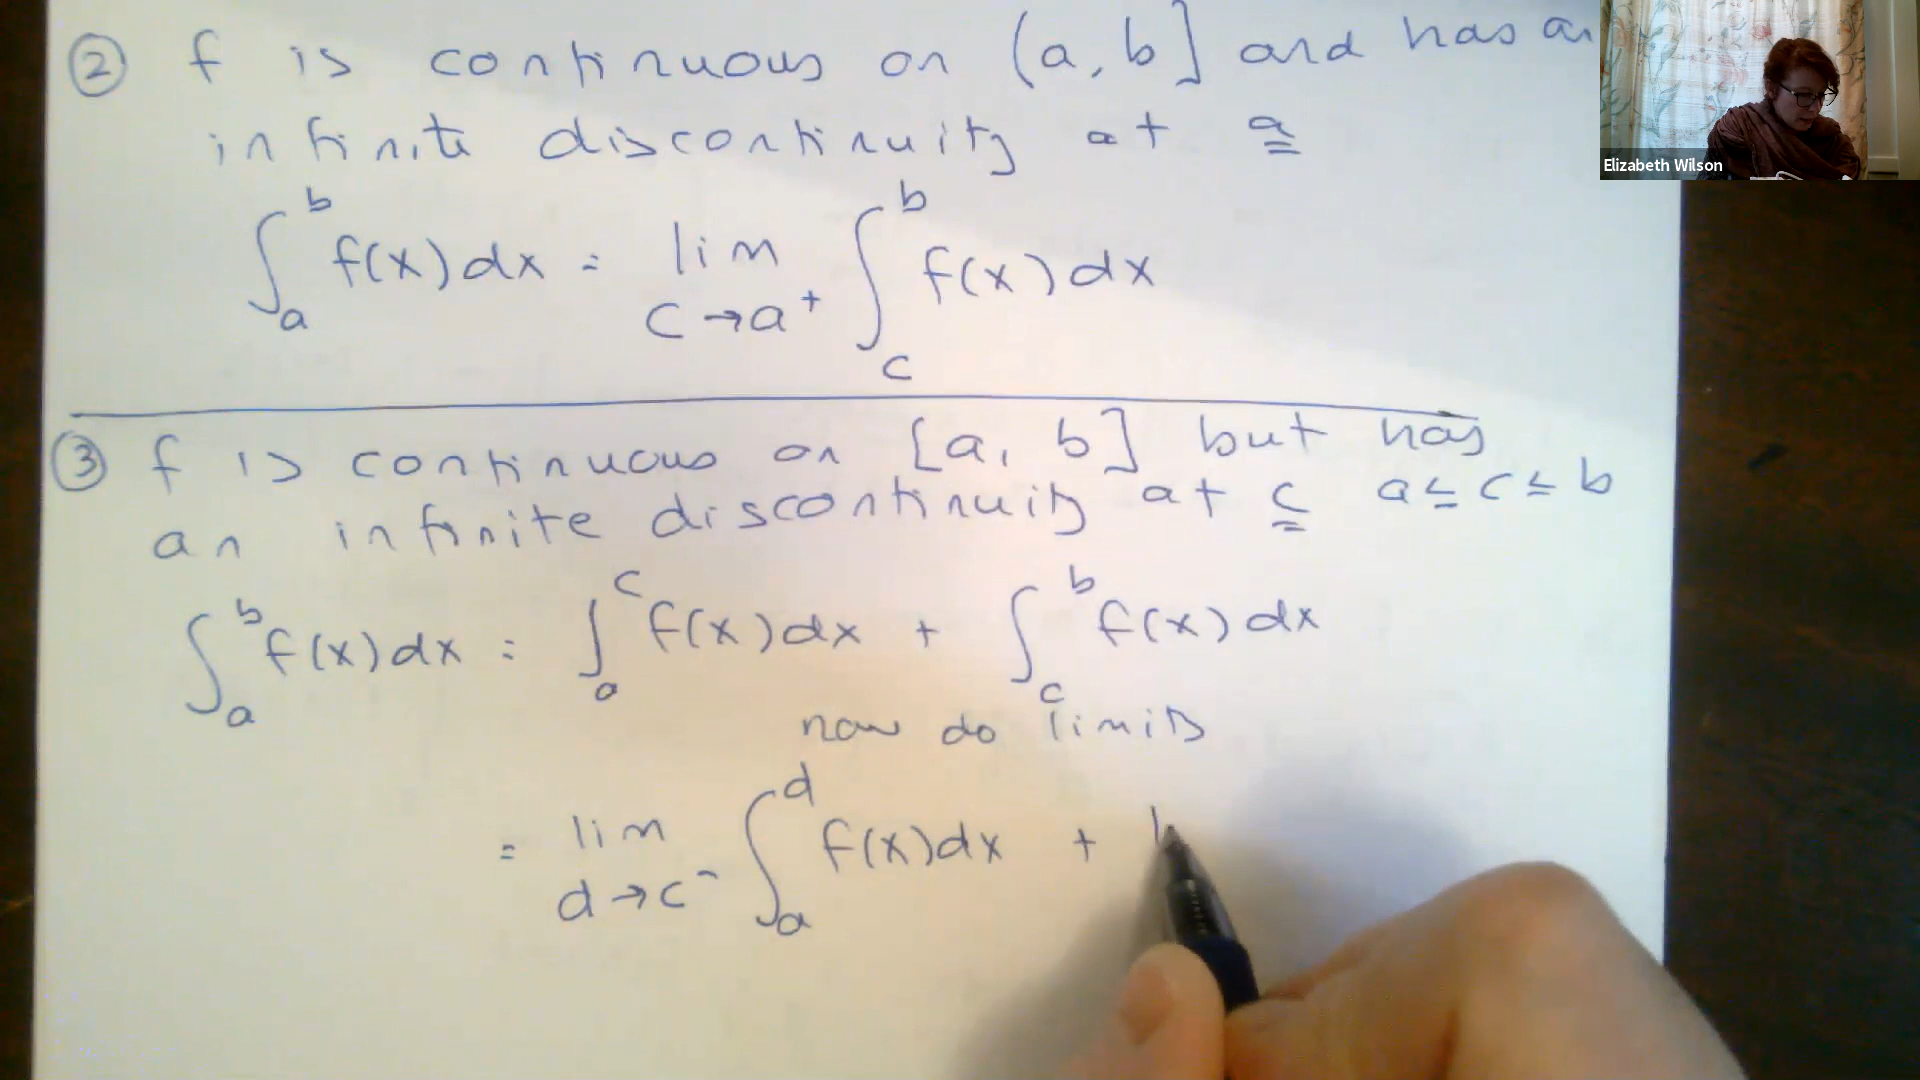 ② f is continuous on (a, b] and has an
infinite discontinuity at a
∫_a^b f(x)dx = lim_{c→a⁺} ∫_c^b f(x)dx
③ f is continuous on [a, b] but has
an infinite discontinuity at c a≤c≤b
∫_a^b f(x)dx = ∫_a^c f(x)dx + ∫_c^b f(x)dx
now do limits
= lim_{d→c⁻} ∫_a^d f(x)dx +
Elizabeth Wilson